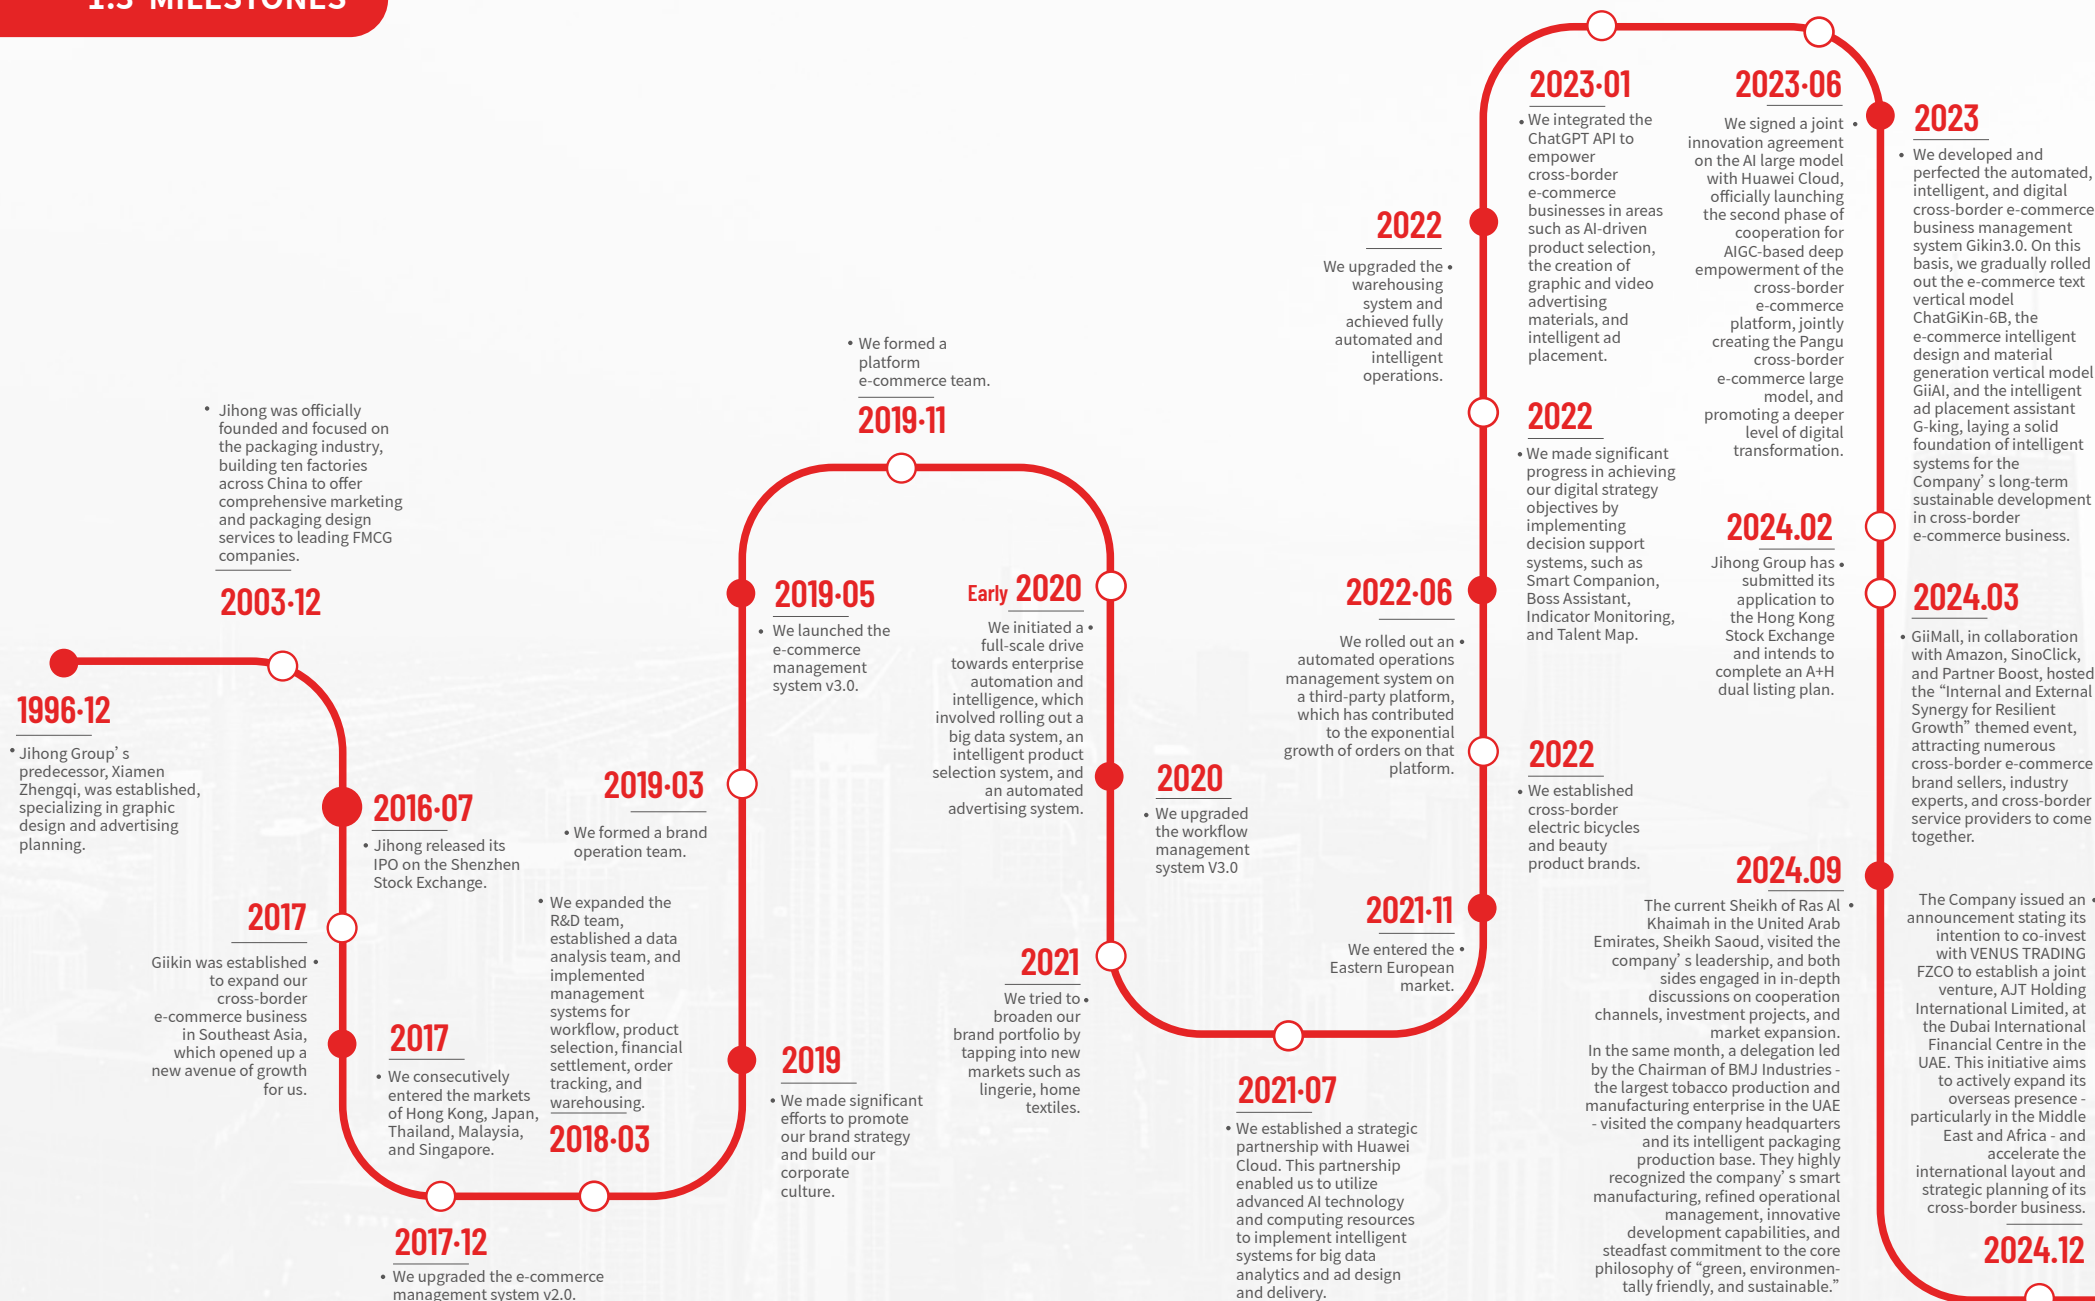 1.3 MILESTONES
1996·12
• Jihong Group's
predecessor, Xiamen
Zhengqi, was established,
specializing in graphic
design and advertising
planning.
• Jihong was officially
founded and focused on
the packaging industry,
building ten factories
across China to offer
comprehensive marketing
and packaging design
services to leading FMCG
companies.
2003·12
2016·07
• Jihong released its
IPO on the Shenzhen
Stock Exchange.
2017
Giikin was established •
to expand our
cross-border
e-commerce business
in Southeast Asia,
which opened up a
new avenue of growth
for us.
2017
• We consecutively
entered the markets
of Hong Kong, Japan,
Thailand, Malaysia,
and Singapore.
2017·12
• We upgraded the e-commerce
management system v2.0.
• We expanded the
R&D team,
established a data
analysis team, and
implemented
management
systems for
workflow, product
selection, financial
settlement, order
tracking, and
warehousing.
2018·03
2019
• We made significant
efforts to promote
our brand strategy
and build our
corporate
culture.
2019·03
• We formed a brand
operation team.
2019·05
• We launched the
e-commerce
management
system v3.0.
• We formed a
platform
e-commerce team.
2019·11
Early 2020
We initiated a •
full-scale drive
towards enterprise
automation and
intelligence, which
involved rolling out a
big data system, an
intelligent product
selection system, and
an automated
advertising system.
2020
• We upgraded
the workflow
management
system V3.0
2021
We tried to •
broaden our
brand portfolio by
tapping into new
markets such as
lingerie, home
textiles.
2021·07
• We established a strategic
partnership with Huawei
Cloud. This partnership
enabled us to utilize
advanced AI technology
and computing resources
to implement intelligent
systems for big data
analytics and ad design
and delivery.
2021·11
We entered the •
Eastern European
market.
2022
• We established
cross-border
electric bicycles
and beauty
product brands.
2022·06
We rolled out an •
automated operations
management system on
a third-party platform,
which has contributed
to the exponential
growth of orders on that
platform.
2022
• We made significant
progress in achieving
our digital strategy
objectives by
implementing
decision support
systems, such as
Smart Companion,
Boss Assistant,
Indicator Monitoring,
and Talent Map.
2022
We upgraded the •
warehousing
system and
achieved fully
automated and
intelligent
operations.
2023·01
• We integrated the
ChatGPT API to
empower
cross-border
e-commerce
businesses in areas
such as AI-driven
product selection,
the creation of
graphic and video
advertising
materials, and
intelligent ad
placement.
2023·06
We signed a joint •
innovation agreement
on the AI large model
with Huawei Cloud,
officially launching
the second phase of
cooperation for
AIGC-based deep
empowerment of the
cross-border
e-commerce
platform, jointly
creating the Pangu
cross-border
e-commerce large
model, and
promoting a deeper
level of digital
transformation.
2023
• We developed and
perfected the automated,
intelligent, and digital
cross-border e-commerce
business management
system Gikin3.0. On this
basis, we gradually rolled
out the e-commerce text
vertical model
ChatGiKin-6B, the
e-commerce intelligent
design and material
generation vertical model
GiiAI, and the intelligent
ad placement assistant
G-king, laying a solid
foundation of intelligent
systems for the
Company's long-term
sustainable development
in cross-border
e-commerce business.
2024.02
Jihong Group has •
submitted its
application to
the Hong Kong
Stock Exchange
and intends to
complete an A+H
dual listing plan.
2024.03
• GiiMall, in collaboration
with Amazon, SinoClick,
and Partner Boost, hosted
the “Internal and External
Synergy for Resilient
Growth” themed event,
attracting numerous
cross-border e-commerce
brand sellers, industry
experts, and cross-border
service providers to come
together.
2024.09
The current Sheikh of Ras Al •
Khaimah in the United Arab
Emirates, Sheikh Saoud, visited the
company's leadership, and both
sides engaged in in-depth
discussions on cooperation
channels, investment projects, and
market expansion.
In the same month, a delegation led
by the Chairman of BMJ Industries -
the largest tobacco production and
manufacturing enterprise in the UAE
- visited the company headquarters
and its intelligent packaging
production base. They highly
recognized the company's smart
manufacturing, refined operational
management, innovative
development capabilities, and
steadfast commitment to the core
philosophy of “green, environmen-
tally friendly, and sustainable.”
The Company issued an •
announcement stating its
intention to co-invest
with VENUS TRADING
FZCO to establish a joint
venture, AJT Holding
International Limited, at
the Dubai International
Financial Centre in the
UAE. This initiative aims
to actively expand its
overseas presence -
particularly in the Middle
East and Africa - and
accelerate the
international layout and
strategic planning of its
cross-border business.
2024.12